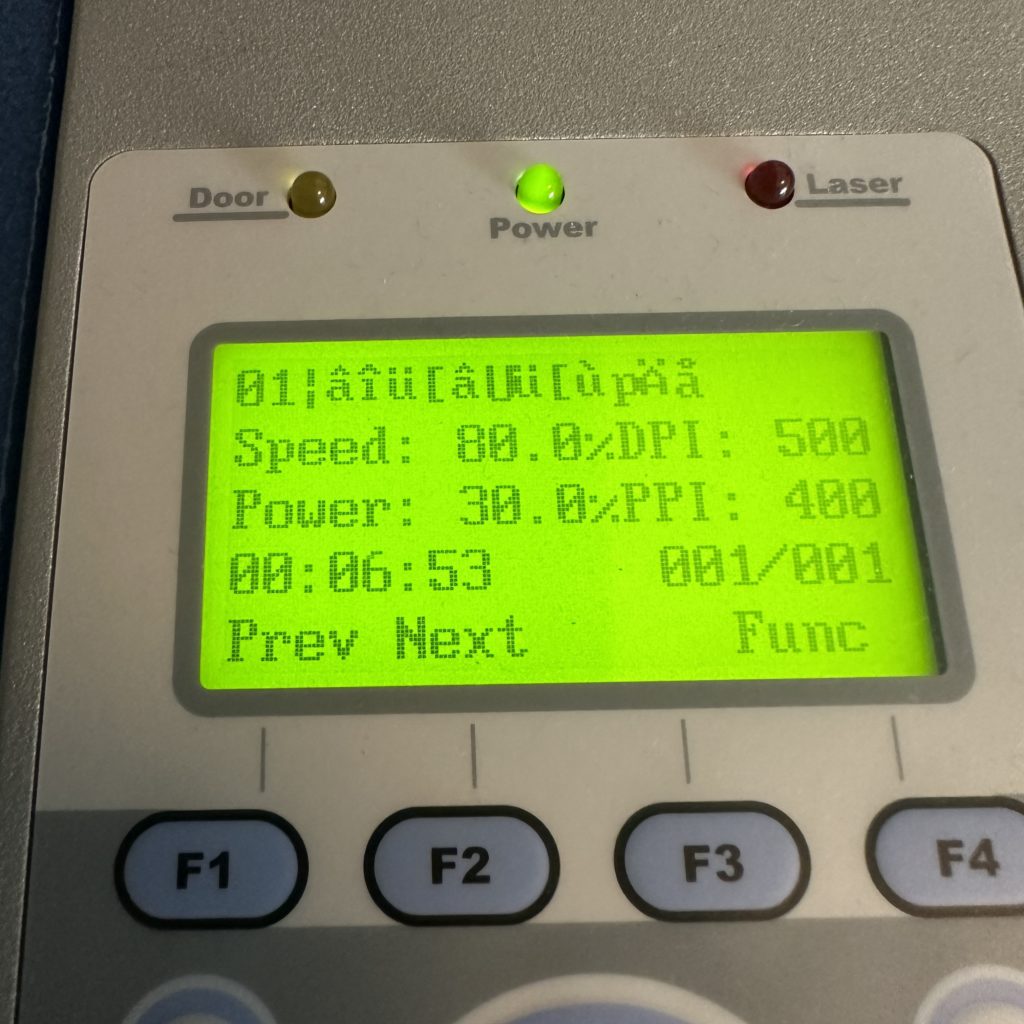 Door
Power
Laser
Speed: 80.0%DPI: 500
Power: 30.0%PPI: 400
00:06:53 001/001
Prev Next Func
F1 F2 F3 F4